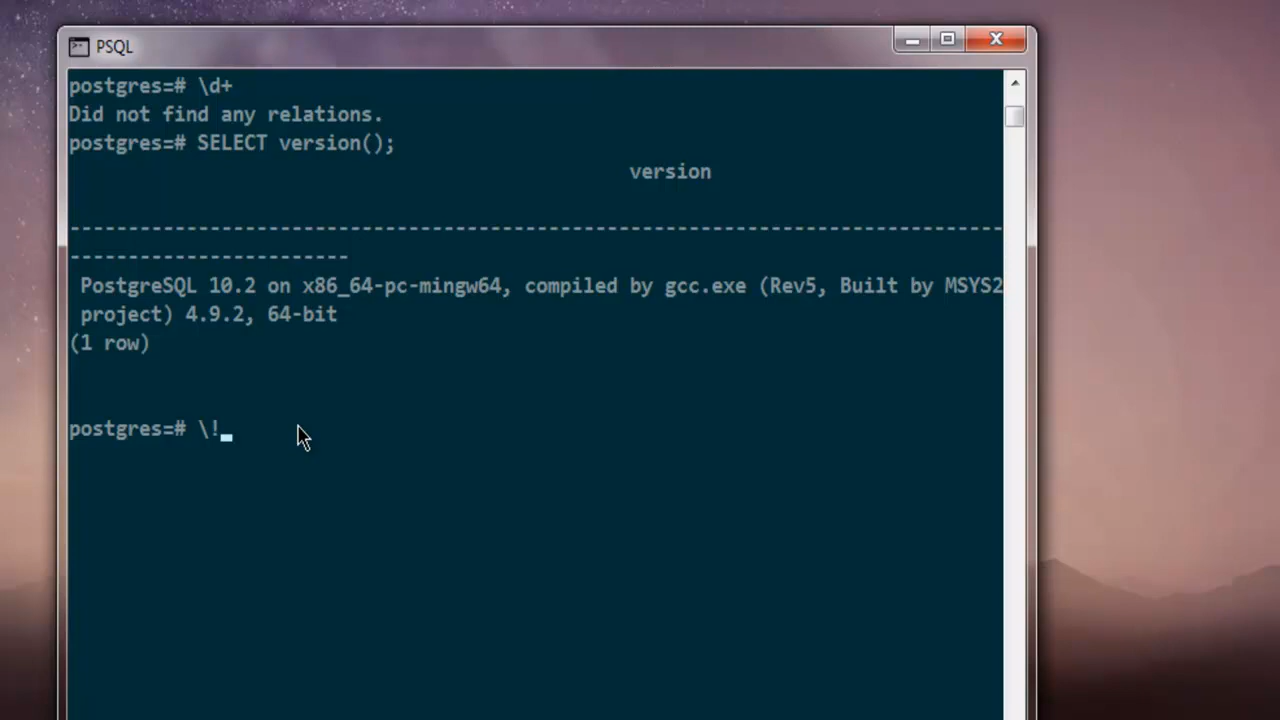 PSQL
postgres=# \d+
Did not find any relations.
postgres=# SELECT version();
version
--------------------------------------------------------------------------------
------------------------
PostgreSQL 10.2 on x86_64-pc-mingw64, compiled by gcc.exe (Rev5, Built by MSYS2
project) 4.9.2, 64-bit
(1 row)
postgres=# \!